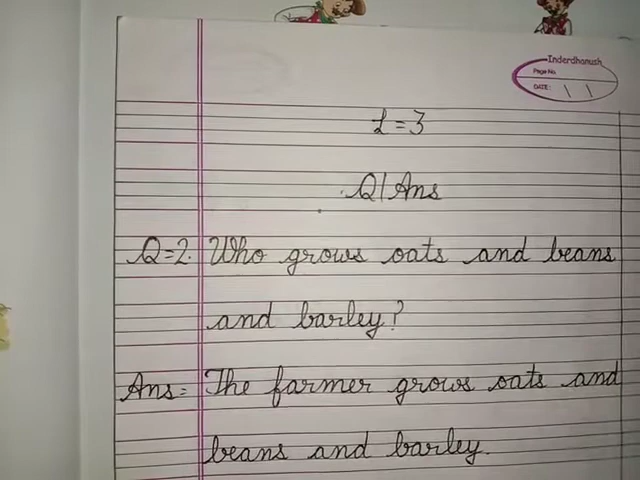 Inderdhanush
Page No.
DATE: \ \
L=3
Q/Ans
Q=2. Who grows oats and beans
and barley?
Ans= The farmer grows oats and
beans and barley.